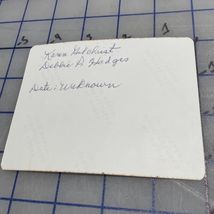 Karen Gilchrist
Debbie D Hodges
Date: Unknown